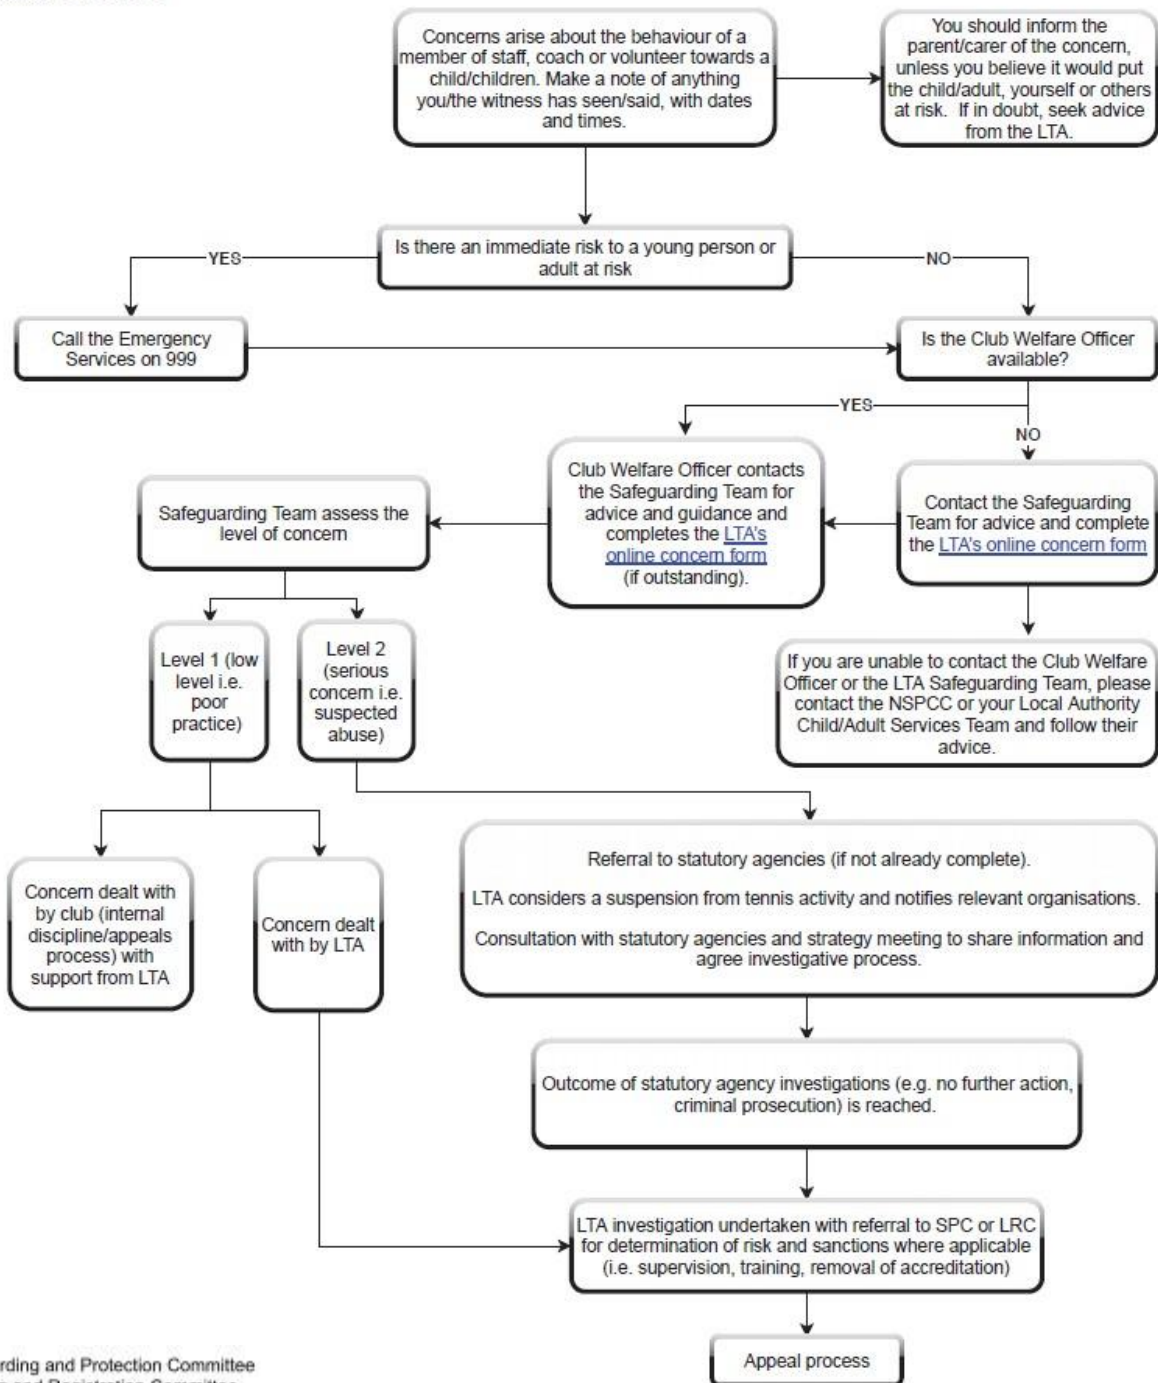 Concerns arise about the behaviour of a
member of staff, coach or volunteer towards a
child/children. Make a note of anything
you/the witness has seen/said, with dates
and times.
You should inform the
parent/carer of the concern,
unless you believe it would put
the child/adult, yourself or others
at risk. If in doubt, seek advice
from the LTA.
Is there an immediate risk to a young person or
adult at risk
YES
NO
Call the Emergency
Services on 999
Is the Club Welfare Officer
available?
YES
NO
Club Welfare Officer contacts
the Safeguarding Team for
advice and guidance and
completes the LTA's
online concern form
(if outstanding).
Contact the Safeguarding
Team for advice and complete
the LTA's online concern form
Safeguarding Team assess the
level of concern
Level 1 (low
level i.e.
poor
practice)
Level 2
(serious
concern i.e.
suspected
abuse)
If you are unable to contact the Club Welfare
Officer or the LTA Safeguarding Team, please
contact the NSPCC or your Local Authority
Child/Adult Services Team and follow their
advice.
Concern dealt with
by club (internal
discipline/appeals
process) with
support from LTA
Concern dealt
with by LTA
Referral to statutory agencies (if not already complete).
LTA considers a suspension from tennis activity and notifies relevant organisations.
Consultation with statutory agencies and strategy meeting to share information and
agree investigative process.
Outcome of statutory agency investigations (e.g. no further action,
criminal prosecution) is reached.
LTA investigation undertaken with referral to SPC or LRC
for determination of risk and sanctions where applicable
(i.e. supervision, training, removal of accreditation)
Appeal process
rding and Protection Committee
and Registration Committee